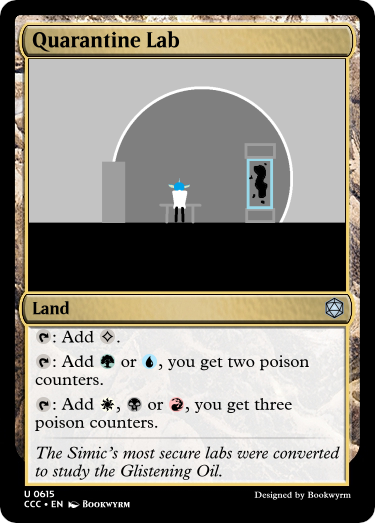 Quarantine Lab
Land
: Add .
: Add or , you get two poison
counters.
: Add , or , you get three
poison counters.
The Simic's most secure labs were converted
to study the Glistening Oil.
U 0615
CCC • EN Bookwyrm
Designed by Bookwyrm